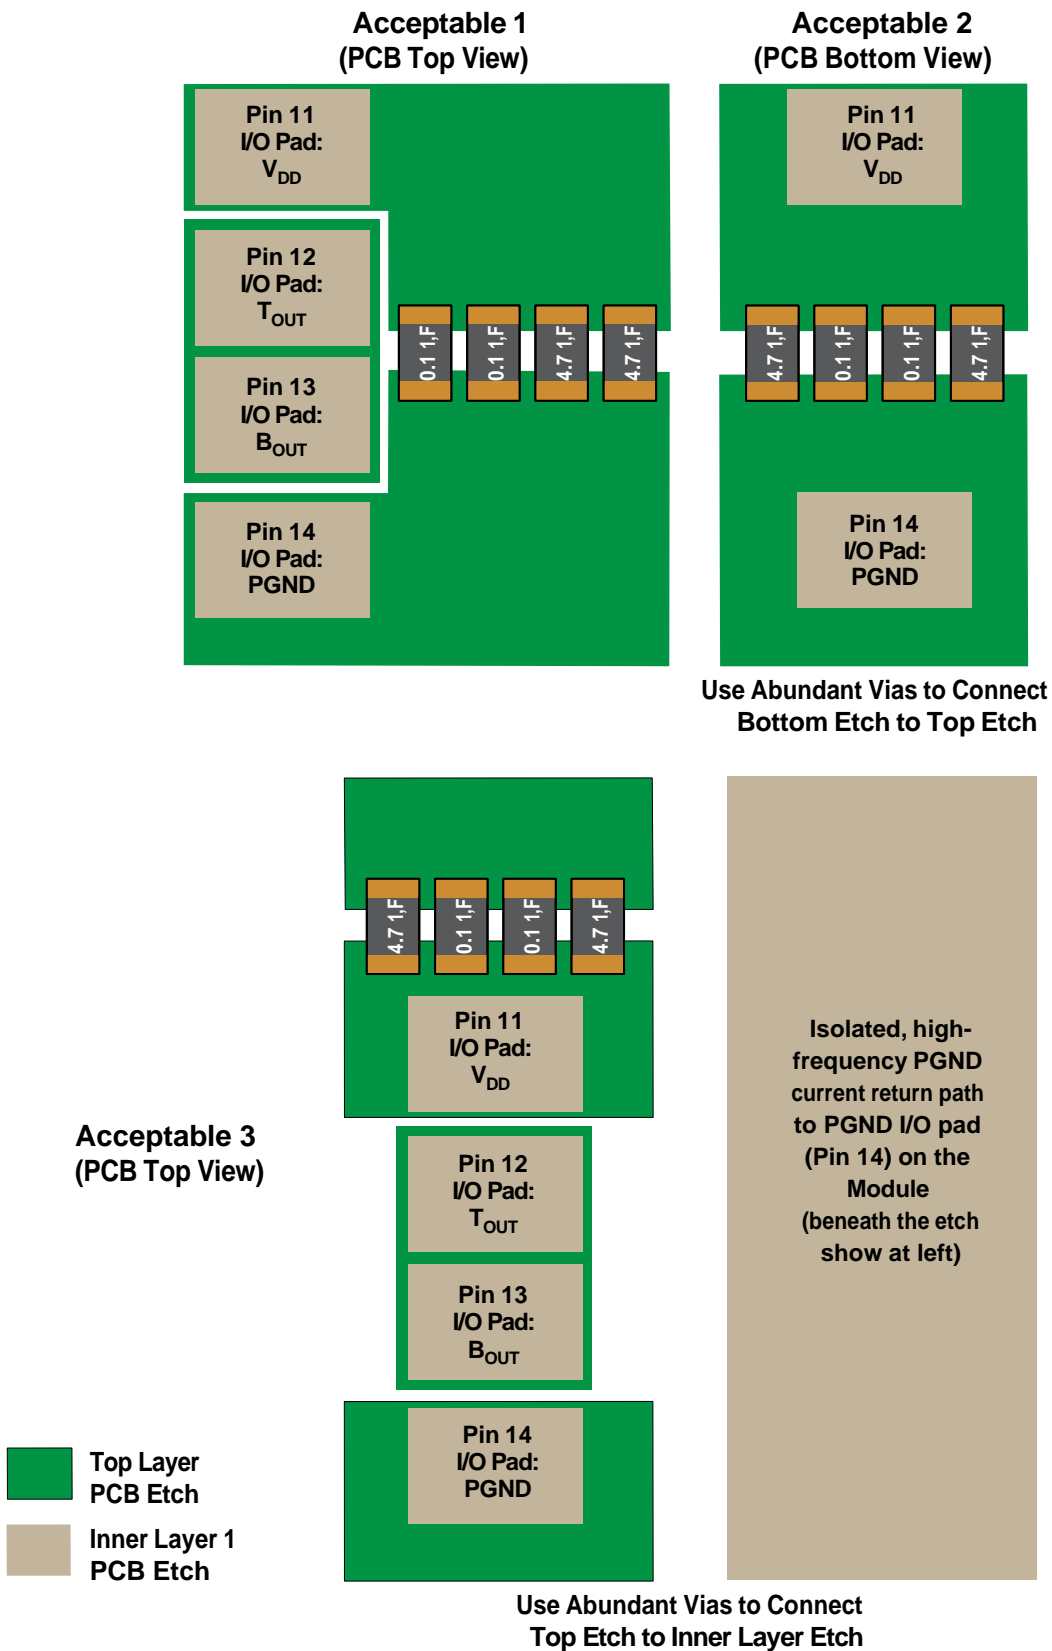 Acceptable 1
(PCB Top View)
Acceptable 2
(PCB Bottom View)
Pin 11
I/O Pad:
VDD
Pin 12
I/O Pad:
TOUT
Pin 13
I/O Pad:
BOUT
Pin 14
I/O Pad:
PGND
0.1 1,F
0.1 1,F
4.7 1,F
4.7 1,F
Pin 11
I/O Pad:
VDD
4.7 1,F
0.1 1,F
0.1 1,F
4.7 1,F
Pin 14
I/O Pad:
PGND
Use Abundant Vias to Connect
Bottom Etch to Top Etch
Acceptable 3
(PCB Top View)
4.7 1,F
0.1 1,F
0.1 1,F
4.7 1,F
Pin 11
I/O Pad:
VDD
Pin 12
I/O Pad:
TOUT
Pin 13
I/O Pad:
BOUT
Pin 14
I/O Pad:
PGND
Isolated, high-
frequency PGND
current return path
to PGND I/O pad
(Pin 14) on the
Module
(beneath the etch
show at left)
Top Layer
PCB Etch
Inner Layer 1
PCB Etch
Use Abundant Vias to Connect
Top Etch to Inner Layer Etch